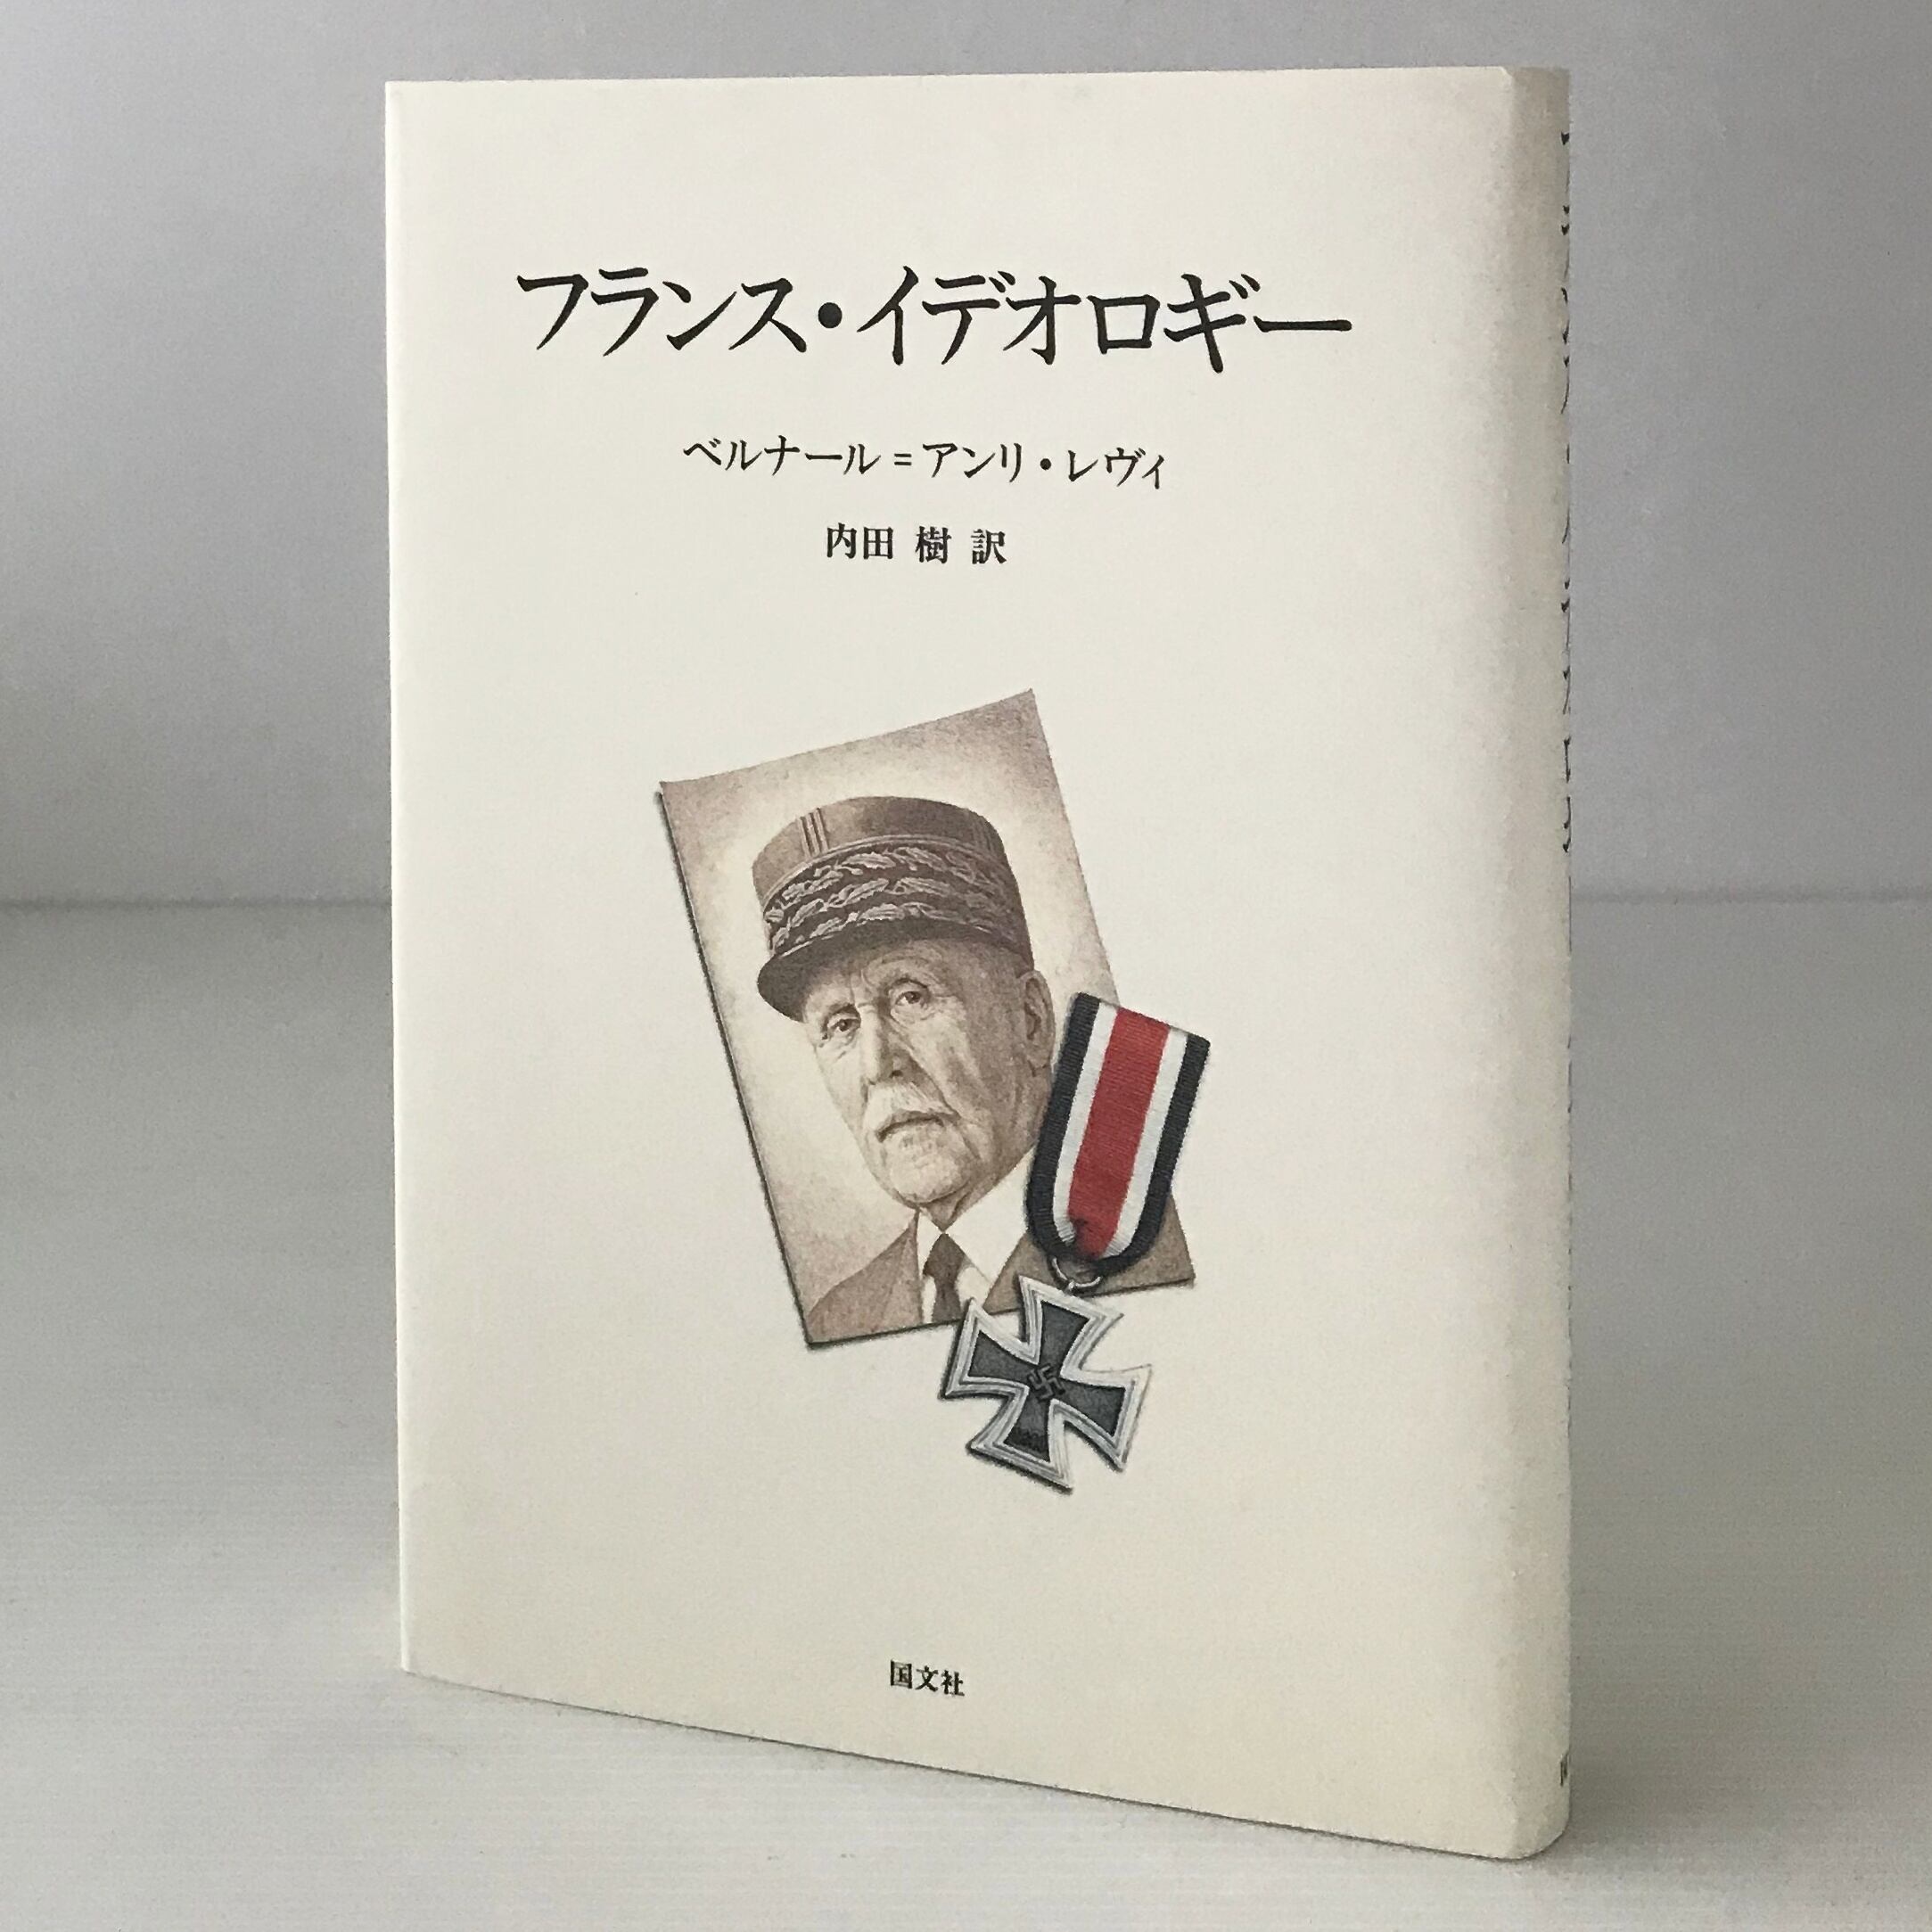 フランス・イデオロギー
ベルナール＝アンリ・レヴィ
内田 樹 訳
国文社